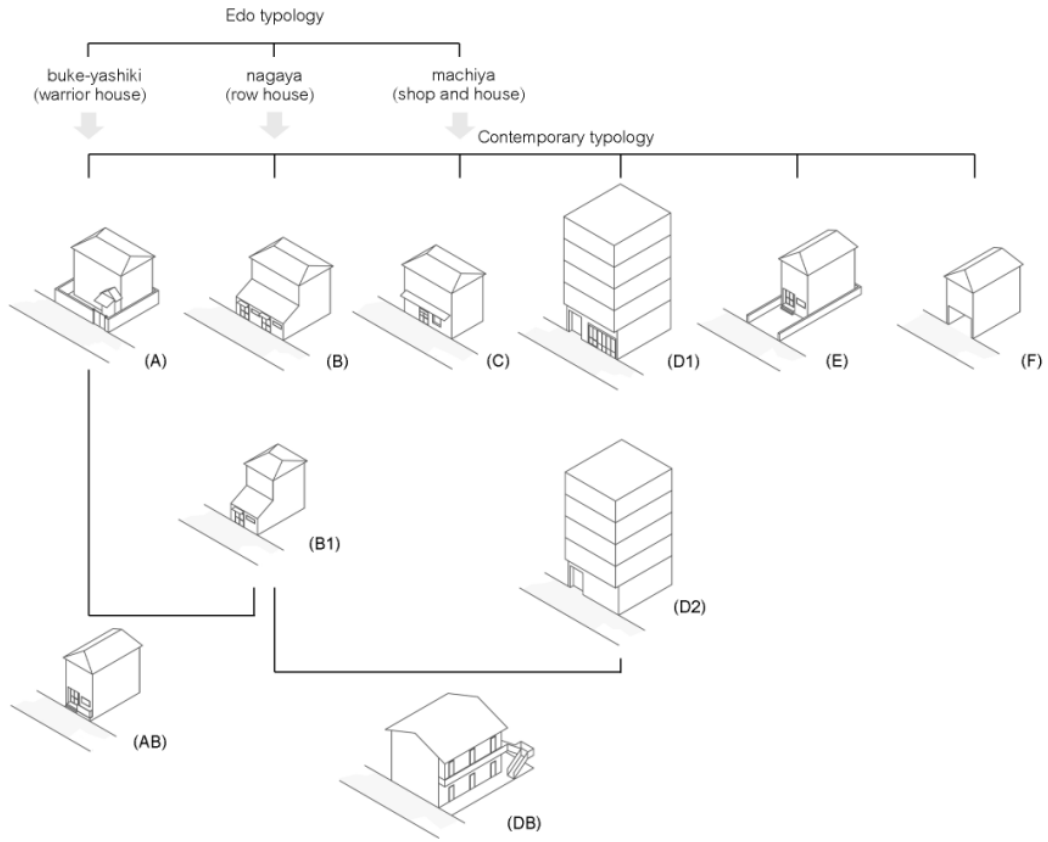 Edo typology
buke-yashiki
(warrior house)
nagaya
(row house)
machiya
(shop and house)
Contemporary typology
(A)
(B)
(C)
(D1)
(E)
(F)
(B1)
(D2)
(AB)
(DB)